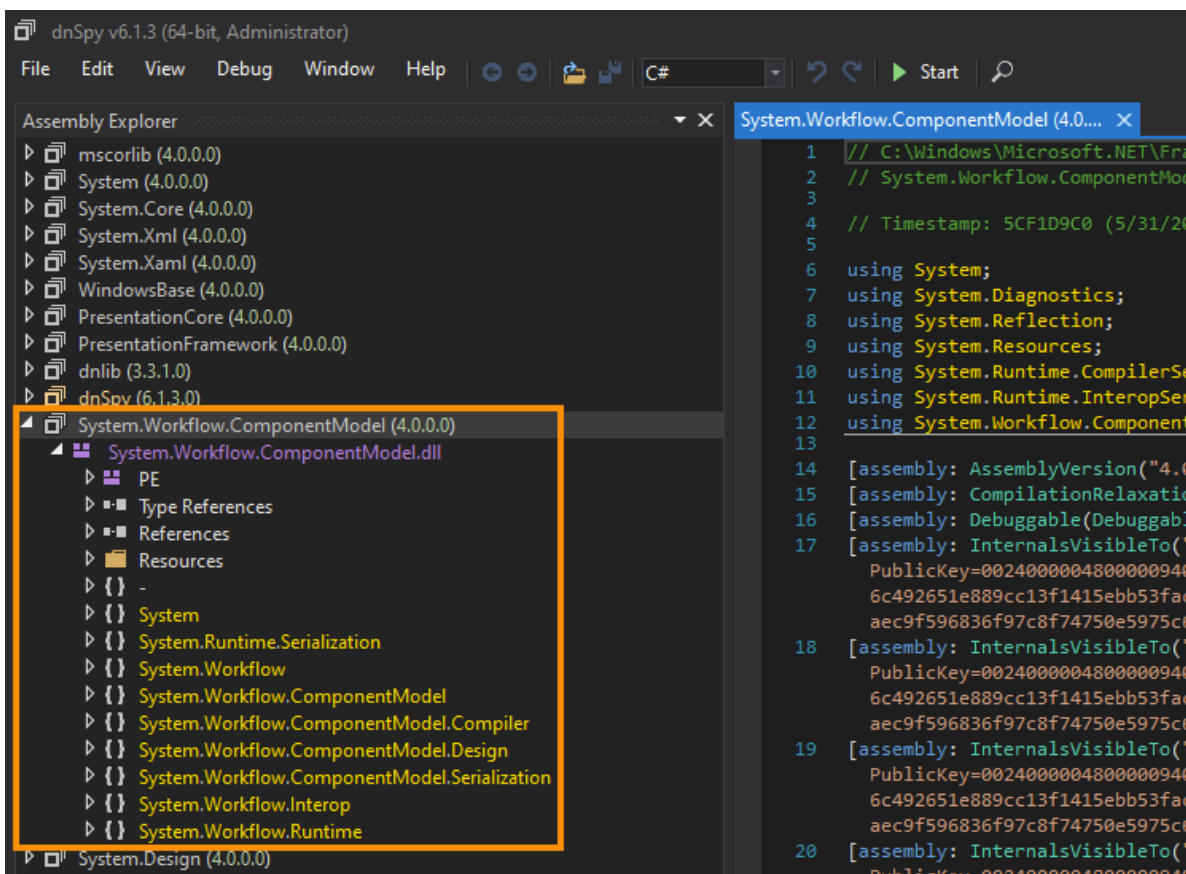 dnSpy v6.1.3 (64-bit, Administrator)
File Edit View Debug Window Help C# Start
Assembly Explorer
mscorlib (4.0.0.0)
System (4.0.0.0)
System.Core (4.0.0.0)
System.Xml (4.0.0.0)
System.Xaml (4.0.0.0)
WindowsBase (4.0.0.0)
PresentationCore (4.0.0.0)
PresentationFramework (4.0.0.0)
dnlib (3.3.1.0)
dnSpy (6.1.3.0)
System.Workflow.ComponentModel (4.0.0.0)
System.Workflow.ComponentModel.dll
PE
Type References
References
Resources
{ } -
{ } System
{ } System.Runtime.Serialization
{ } System.Workflow
{ } System.Workflow.ComponentModel
{ } System.Workflow.ComponentModel.Compiler
{ } System.Workflow.ComponentModel.Design
{ } System.Workflow.ComponentModel.Serialization
{ } System.Workflow.Interop
{ } System.Workflow.Runtime
System.Design (4.0.0.0)
System.Workflow.ComponentModel (4.0....
1 // C:\Windows\Microsoft.NET\Fra
2 // System.Workflow.ComponentMod
3
4 // Timestamp: 5CF1D9C0 (5/31/20
5
6 using System;
7 using System.Diagnostics;
8 using System.Reflection;
9 using System.Resources;
10 using System.Runtime.CompilerSe
11 using System.Runtime.InteropSer
12 using System.Workflow.Component
13
14 [assembly: AssemblyVersion("4.0
15 [assembly: CompilationRelaxatio
16 [assembly: Debuggable(Debuggabl
17 [assembly: InternalsVisibleTo("
PublicKey=0024000004800000940
6c492651e889cc13f1415ebb53fac
aec9f596836f97c8f74750e5975c6
18 [assembly: InternalsVisibleTo("
PublicKey=0024000004800000940
6c492651e889cc13f1415ebb53fac
aec9f596836f97c8f74750e5975c6
19 [assembly: InternalsVisibleTo("
PublicKey=0024000004800000940
6c492651e889cc13f1415ebb53fac
aec9f596836f97c8f74750e5975c6
20 [assembly: InternalsVisibleTo("